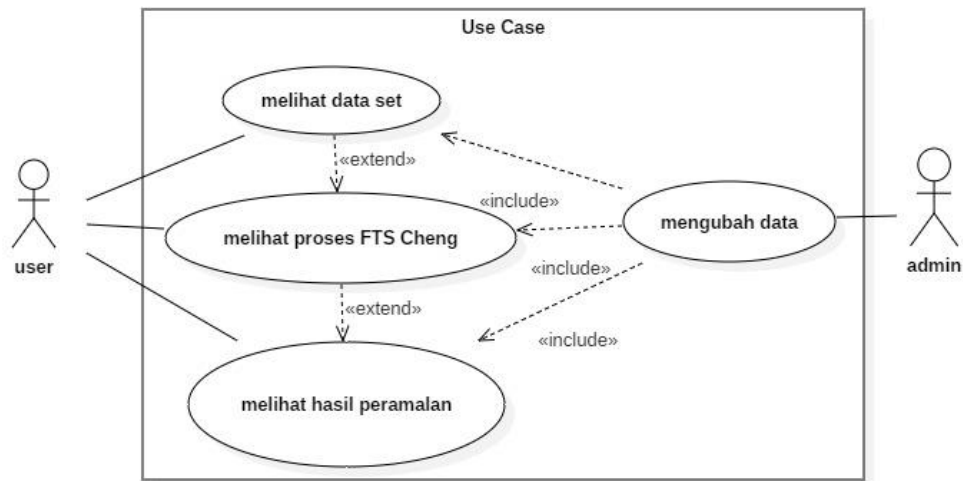 Use Case
melihat data set
«extend»
«include»
melihat proses FTS Cheng
mengubah data
user
admin
«include»
«extend»
«include»
melihat hasil peramalan